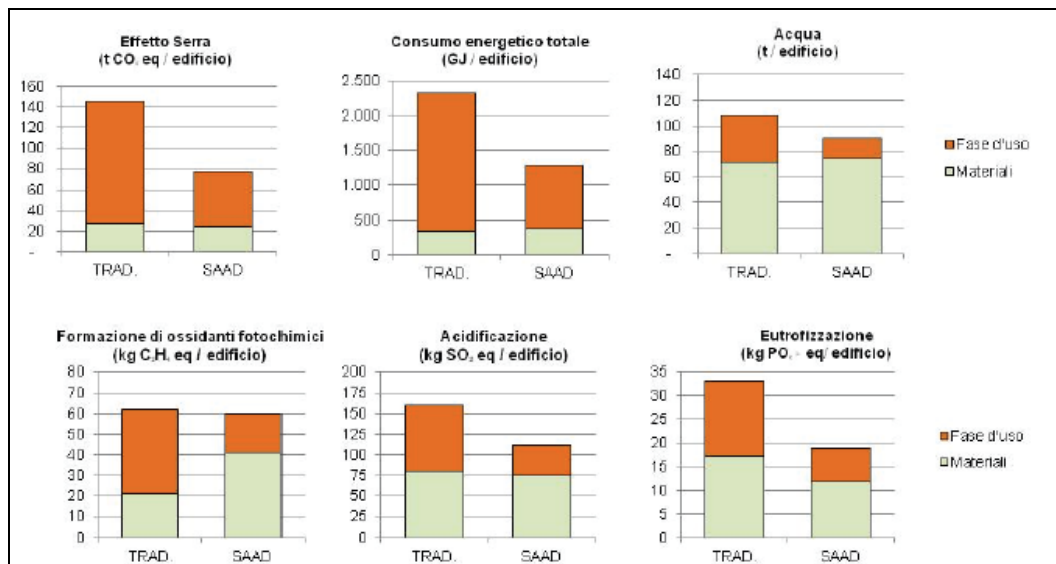 Effetto Serra
(t CO₂ eq / edificio)
160
140
120
100
80
60
40
20
-
TRAD.
SAAD
Consumo energetico totale
(GJ / edificio)
2.500
2.000
1.500
1.000
500
0
TRAD.
SAAD
Acqua
(t / edificio)
140
120
100
80
60
40
20
-
TRAD.
SAAD
Fase d'uso
Materiali
Formazione di ossidanti fotochimici
(kg C₂H₄ eq / edificio)
80
70
60
50
40
30
20
10
0
TRAD.
SAAD
Acidificazione
(kg SO₂ eq / edificio)
200
175
150
125
100
75
50
25
0
TRAD.
SAAD
Eutrofizzazione
(kg PO₄ - eq/ edificio)
35
30
25
20
15
10
5
0
TRAD.
SAAD
Fase d'uso
Materiali